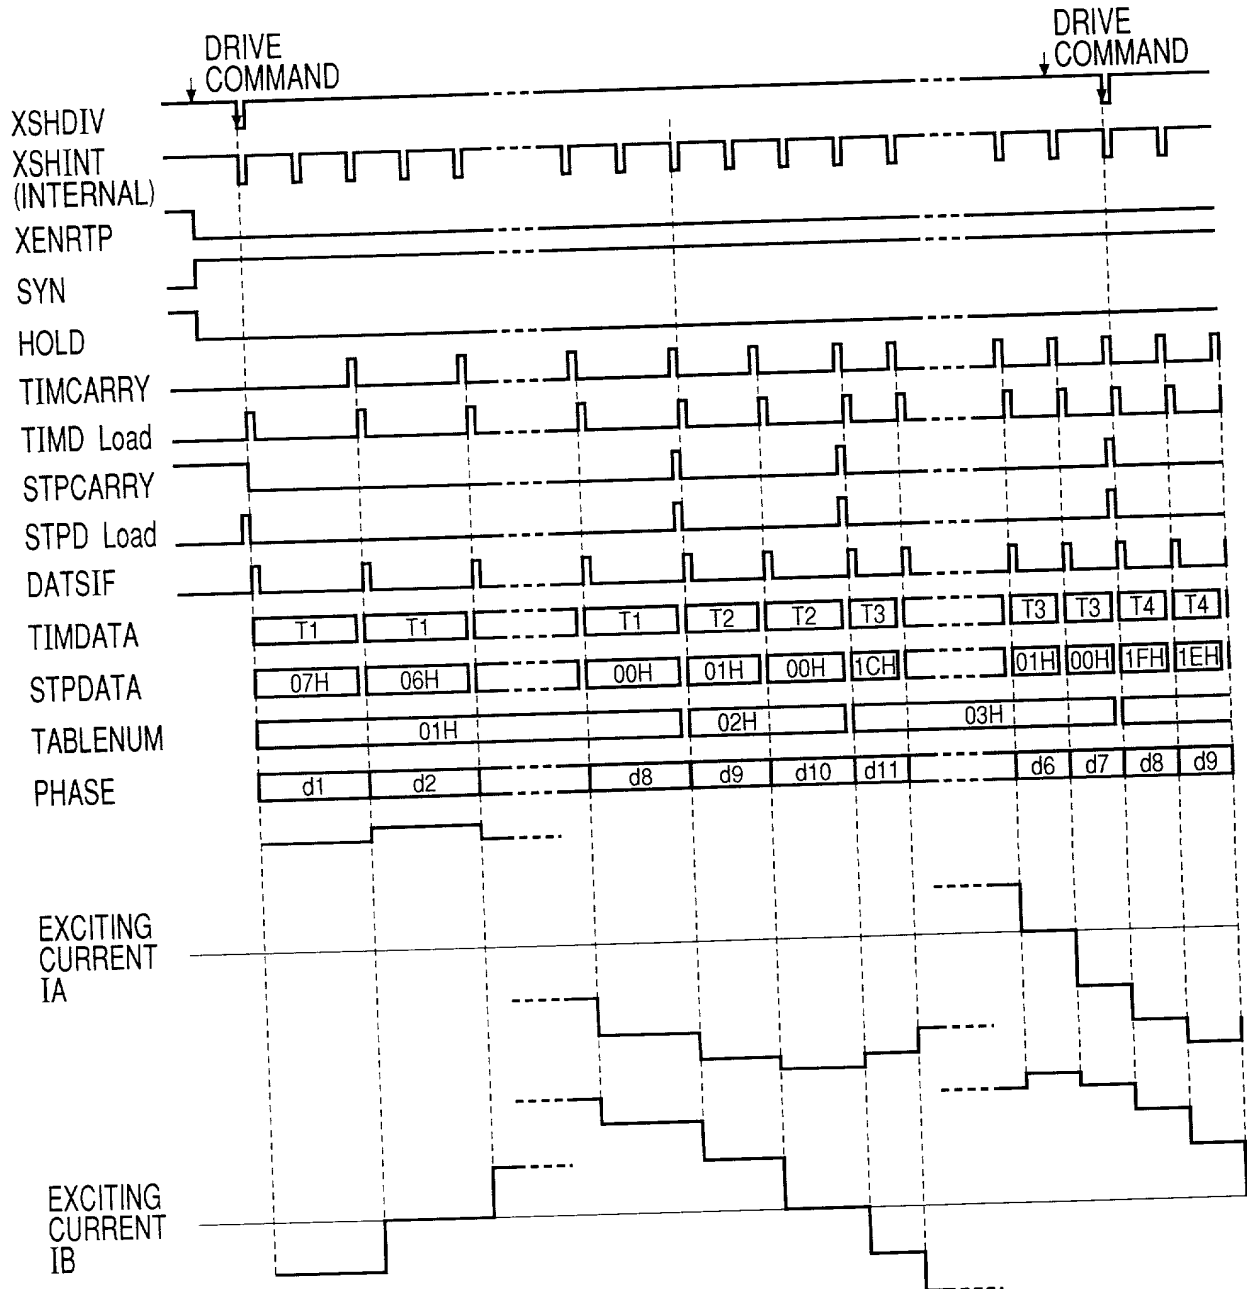 DRIVE
COMMAND
DRIVE
COMMAND
XSHDIV
XSHINT
(INTERNAL)
XENRTP
SYN
HOLD
TIMCARRY
TIMD Load
STPCARRY
STPD Load
DATSIF
TIMDATA T1 T1 T1 T2 T2 T3 T3 T3 T4 T4
STPDATA 07H 06H 00H 01H 00H 1CH 01H 00H 1FH 1EH
TABLENUM 01H 02H 03H
PHASE d1 d2 d8 d9 d10 d11 d6 d7 d8 d9
EXCITING
CURRENT
IA
EXCITING
CURRENT
IB